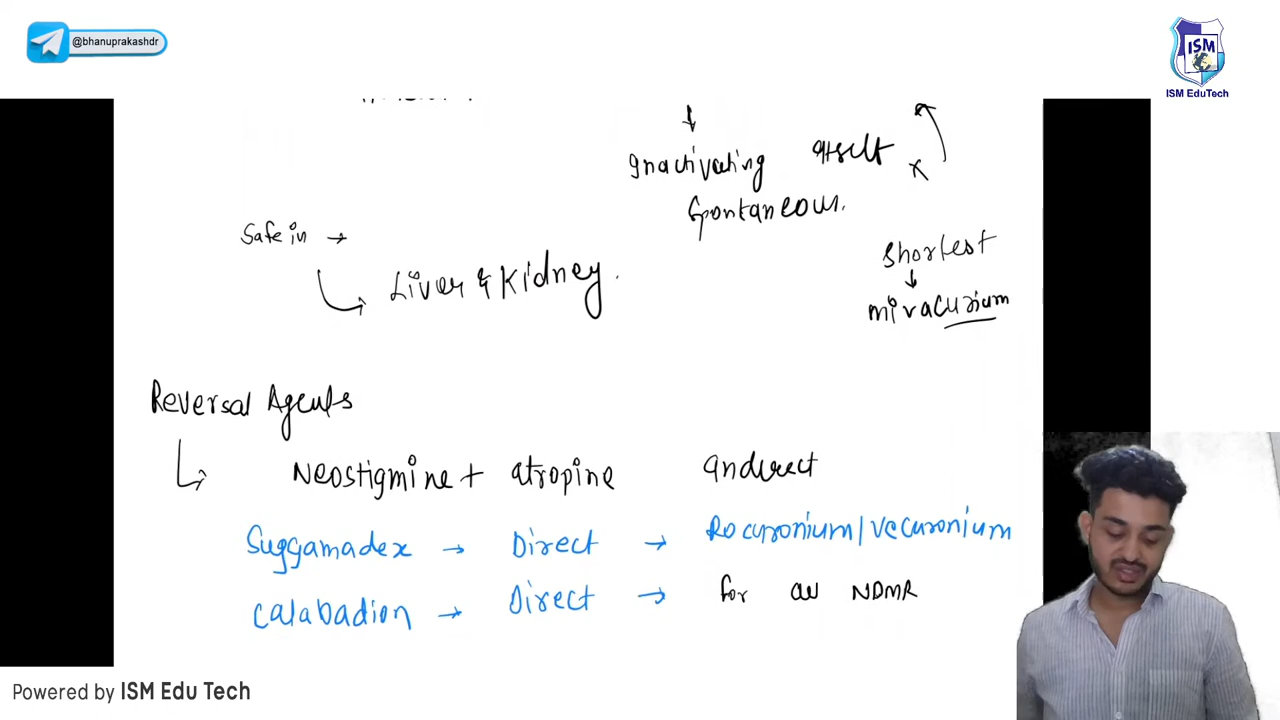 @bhanuprakashdr
ISM
ISM EduTech
Inactivating itself x
Spontaneous.
Safe in →
Liver & Kidney.
Shortest
↓
mivacurium
Reversal Agents
Neostigmine + atropine Indirect
Suggamadex → Direct → Rocuronium/Vecuronium
Calabadion → Direct → for all NDMR
Powered by ISM Edu Tech